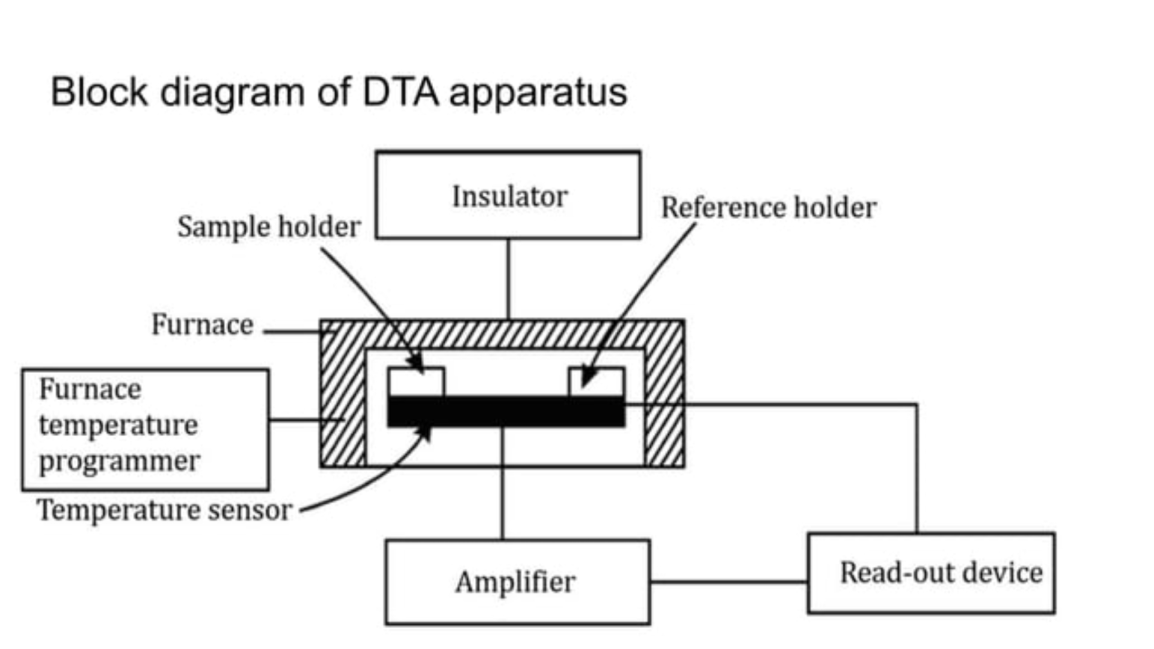 Block diagram of DTA apparatus
Insulator
Sample holder
Reference holder
Furnace
Furnace
temperature
programmer
Temperature sensor
Amplifier
Read-out device